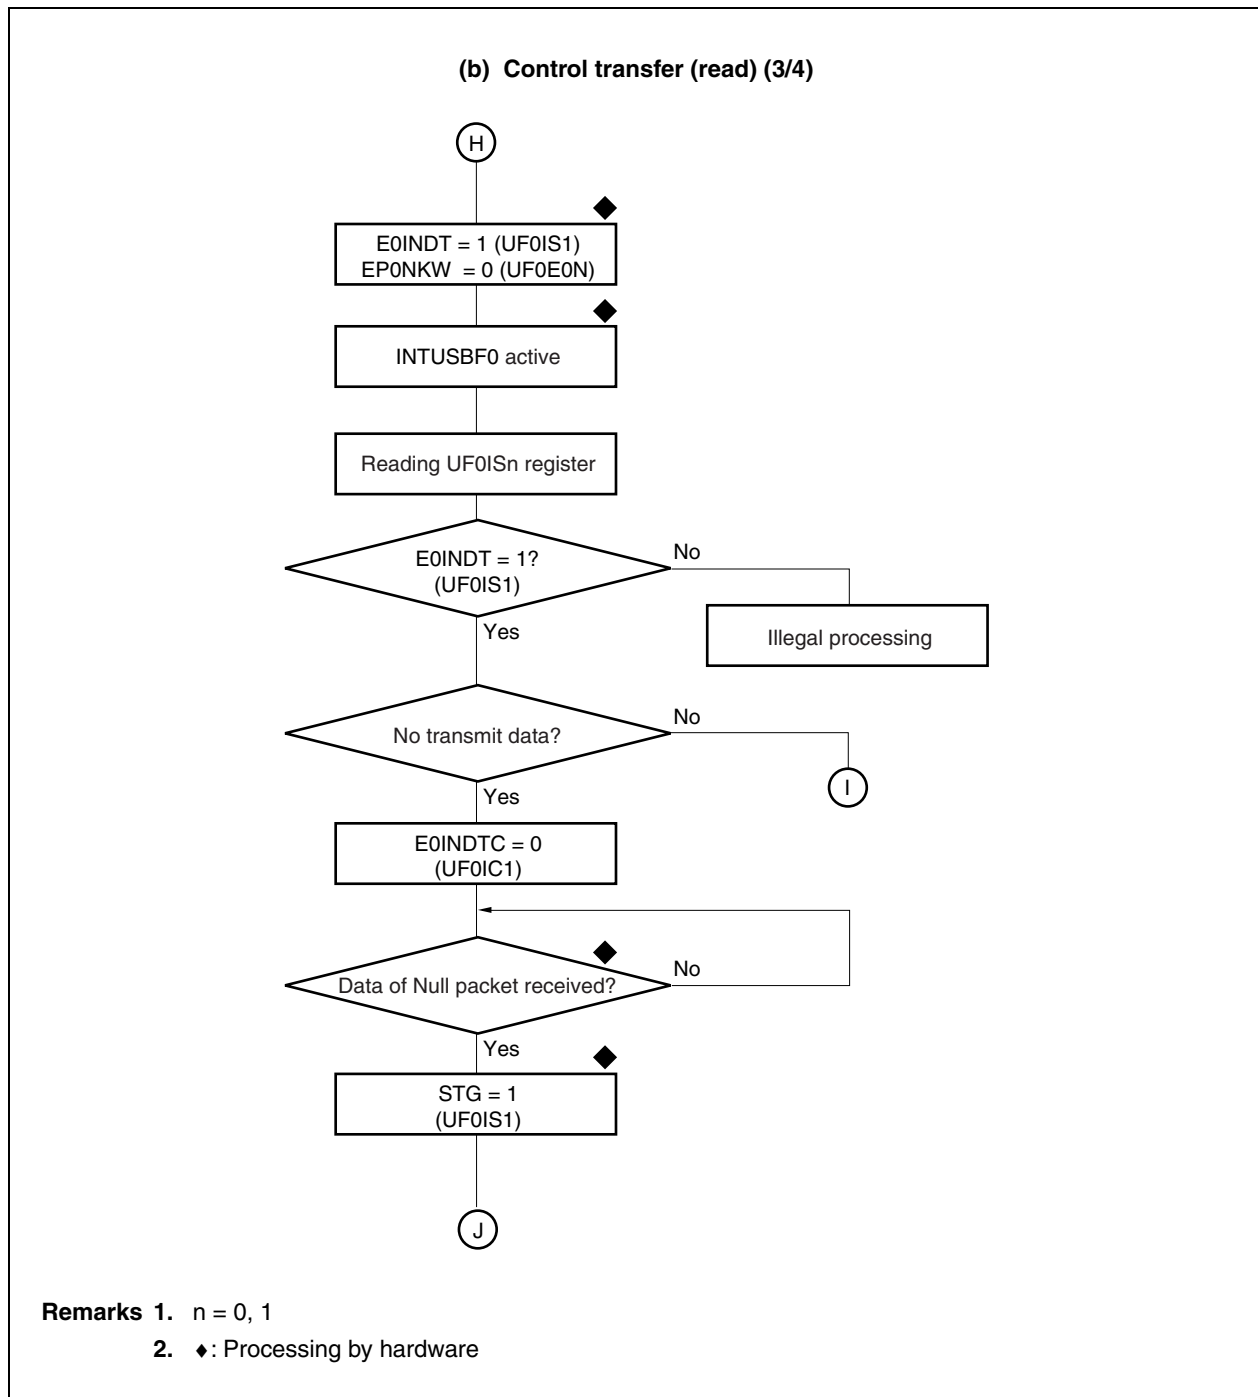 (b) Control transfer (read) (3/4)
H
E0INDT = 1 (UF0IS1)
EP0NKW = 0 (UF0E0N)
INTUSBF0 active
Reading UF0ISn register
E0INDT = 1?
(UF0IS1)
No
Illegal processing
Yes
No transmit data?
No
I
Yes
E0INDTC = 0
(UF0IC1)
Data of Null packet received?
No
Yes
STG = 1
(UF0IS1)
J
Remarks 1. n = 0, 1
2. ♦: Processing by hardware